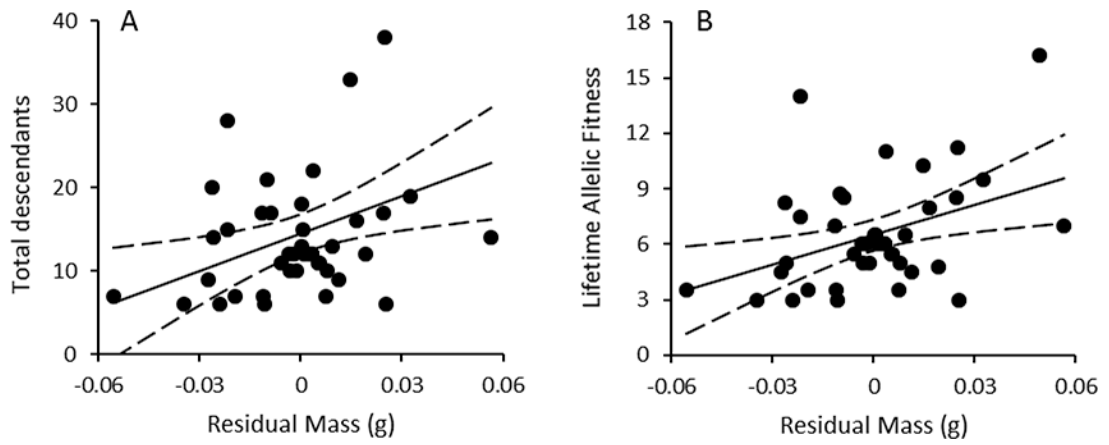 A
Total descendants
40
30
20
10
0
-0.06 -0.03 0 0.03 0.06
Residual Mass (g)
B
Lifetime Allelic Fitness
18
15
12
9
6
3
0
-0.06 -0.03 0 0.03 0.06
Residual Mass (g)